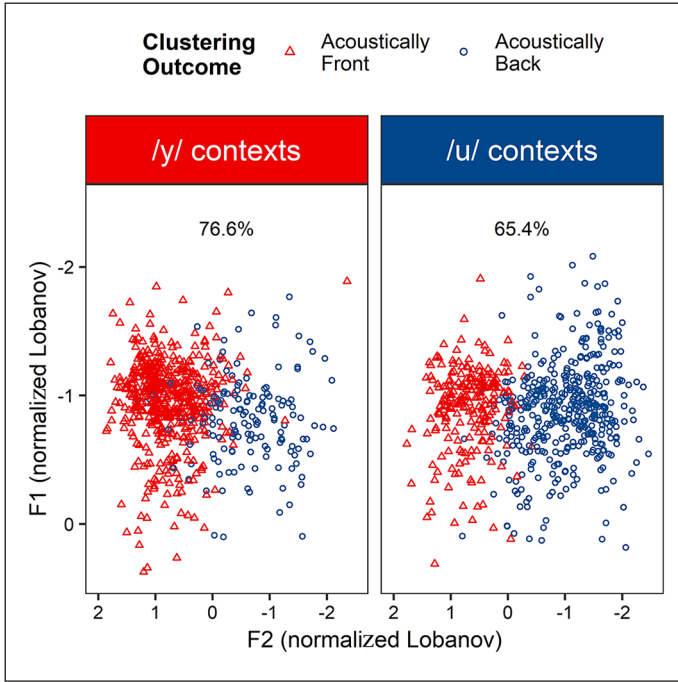 Clustering
Outcome
Acoustically
Front
Acoustically
Back
/y/ contexts
/u/ contexts
76.6%
65.4%
F1 (normalized Lobanov)
-2
-1
0
2
1
0
-1
-2
2
1
0
-1
-2
F2 (normalized Lobanov)